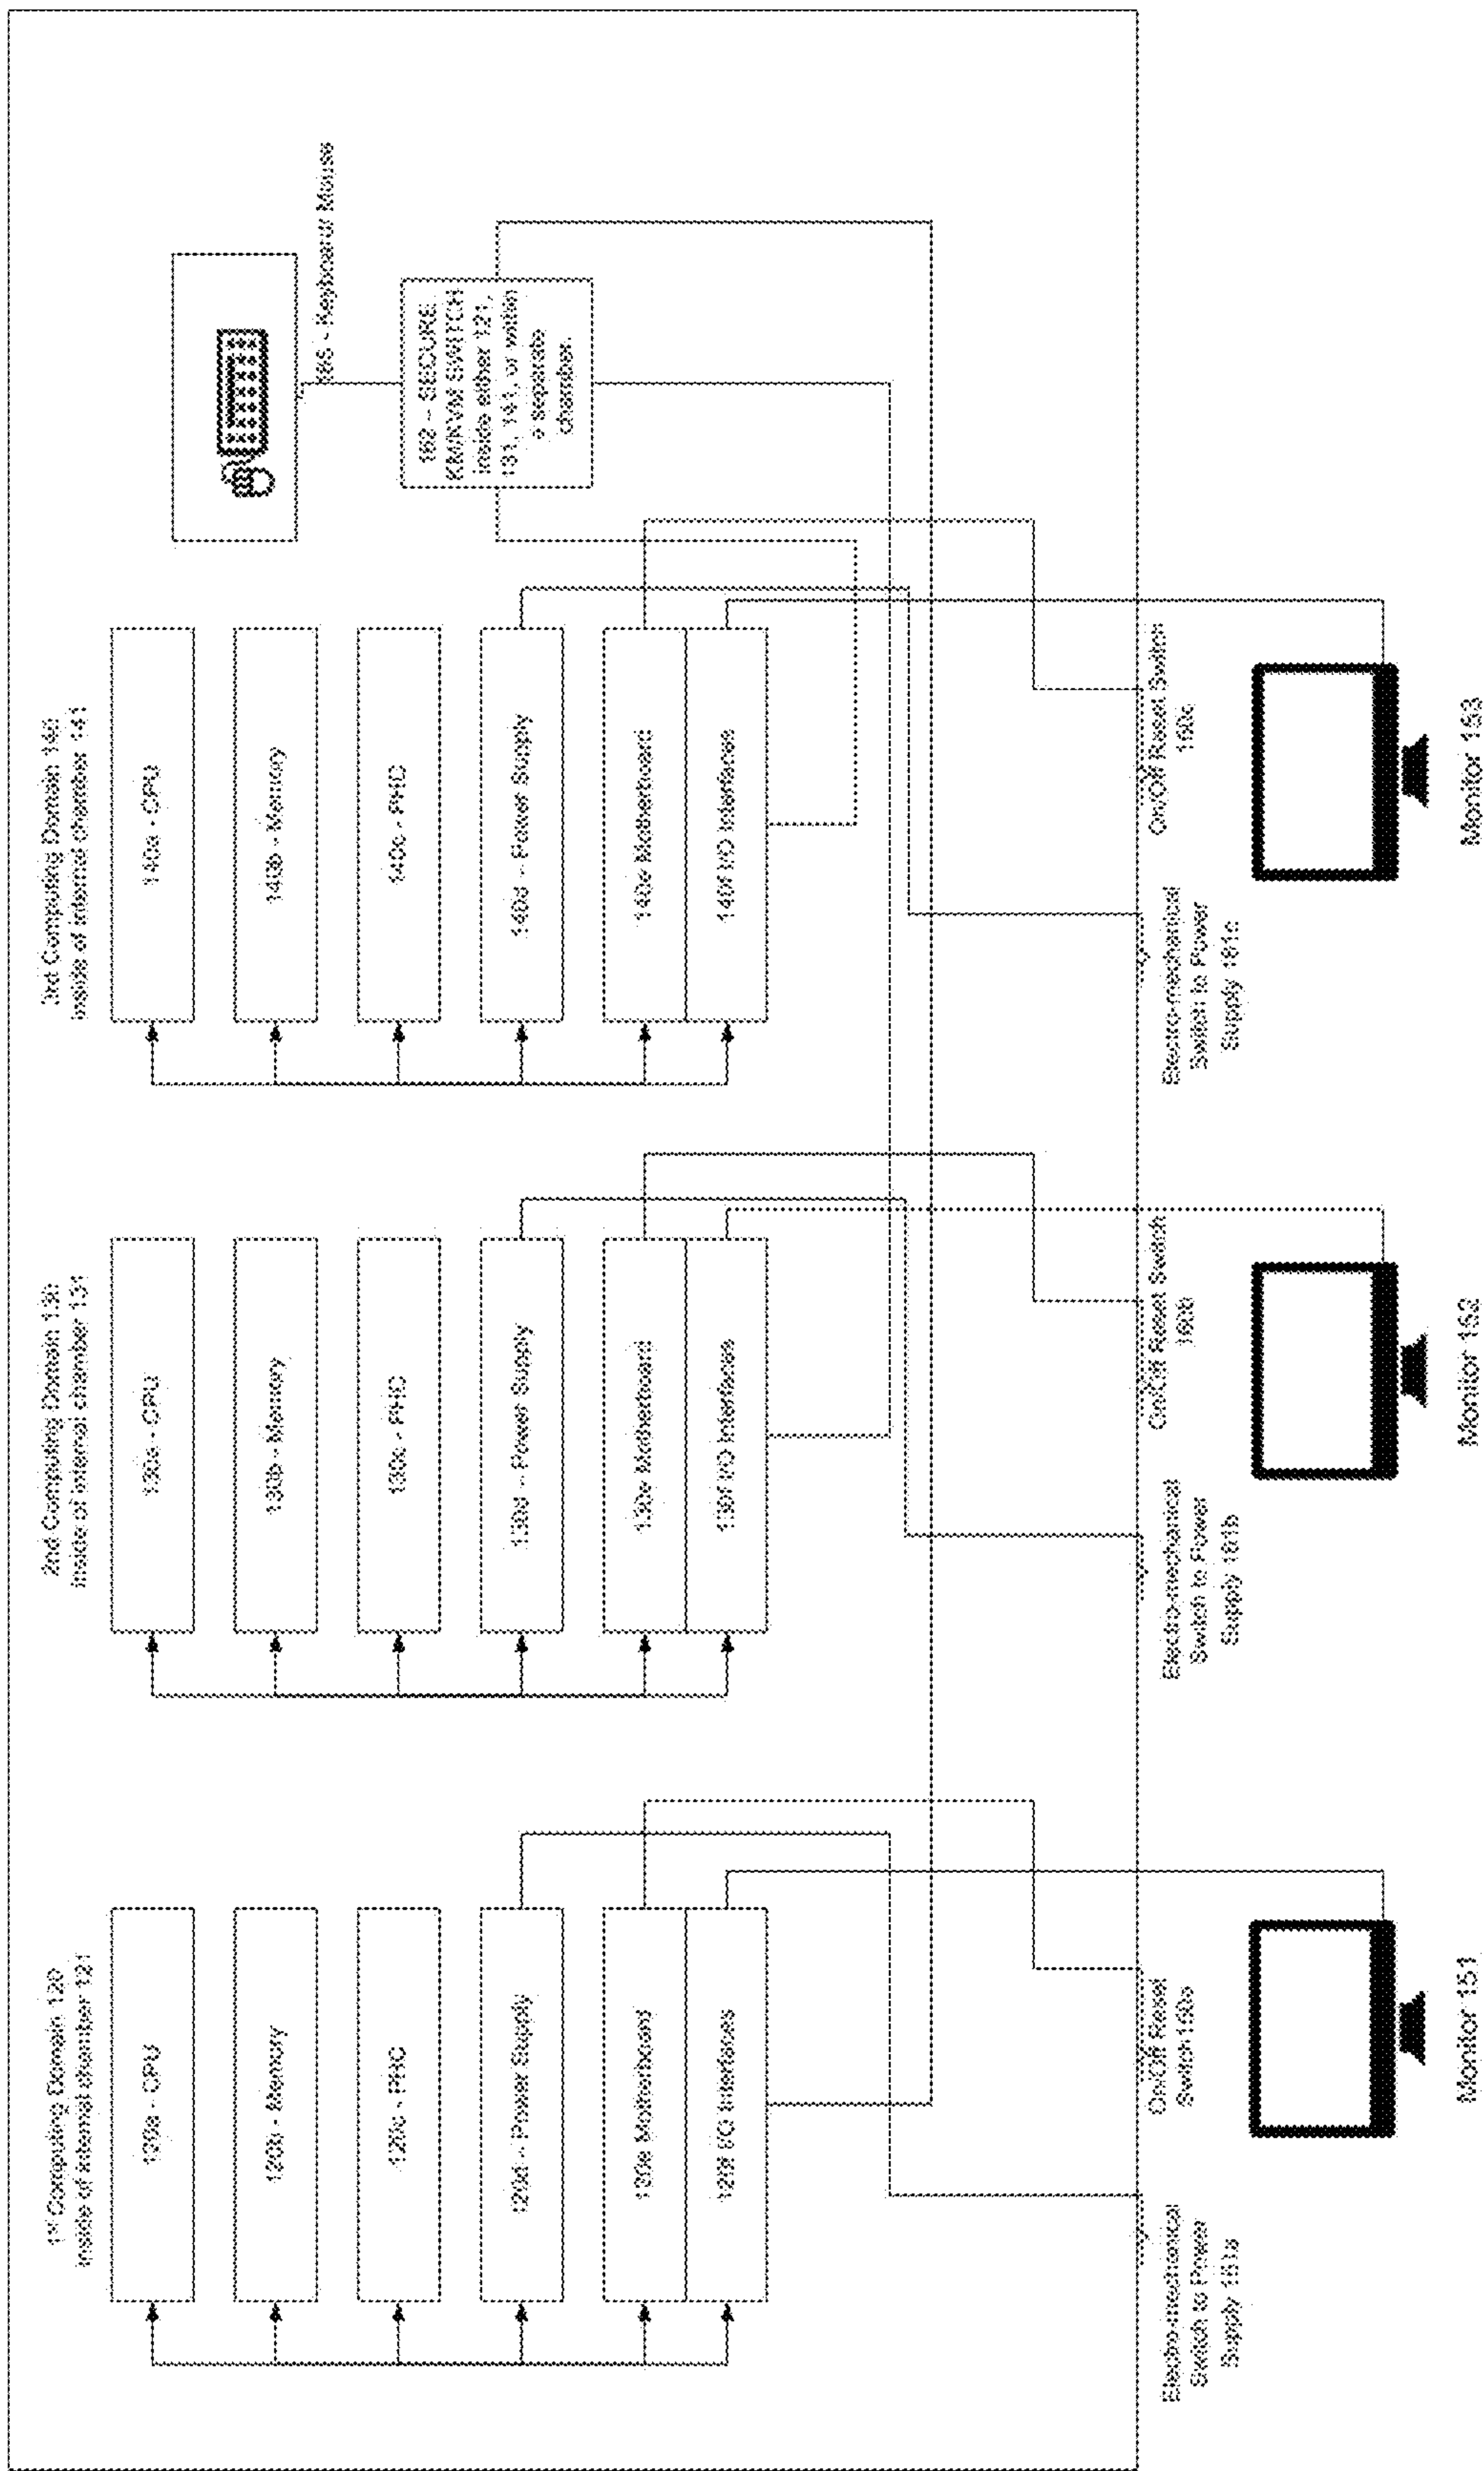 1st Computing Domain 120
inside of internal chamber 121
120a - CPU
120b - Memory
120c - PHD
120d - Power Supply
120e Motherboard
120f I/O Interfaces
Electro-mechanical
Switch to Power
Supply 161a
On/Off Reset
Switch
Monitor 151
2nd Computing Domain 130
inside of internal chamber 131
130a - CPU
130b - Memory
130c - PHD
130d - Power Supply
130e Motherboard
130f I/O Interfaces
Electro-mechanical
Switch to Power
Supply 161b
On/Off Reset Switch
160b
Monitor 152
3rd Computing Domain 140
inside of internal chamber 141
140a - CPU
140b - Memory
140c - PHD
140d - Power Supply
140e Motherboard
140f I/O Interfaces
Electro-mechanical
Switch to Power
Supply 161c
On/Off Reset Switch
160c
Monitor 153
- Keyboard/ Mouse
- SECURE
KM/KVM SWITCH
inside either 121,
131, 141, or within
a separate
chamber.